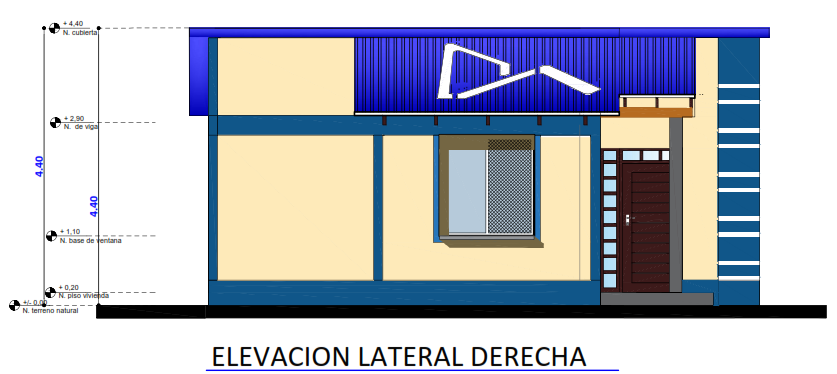 + 4,40
N. cubierta
+ 2,90
N. de viga
4.40
4.40
+ 1,10
N. base de ventana
+ 0,20
N. piso vivienda
+/- 0,00
N. terreno natural
ELEVACION LATERAL DERECHA